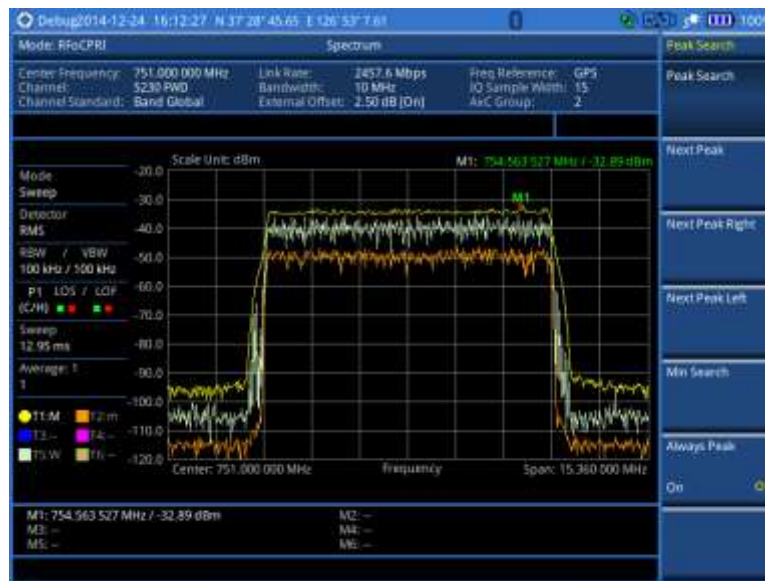 Debug2014-12-24 16:12:27 N 37°28'45.65 E 126°53'7.61 100%
Mode: RFoCPRI Spectrum Peak Search
Center Frequency: 751.000 000 MHz Link Rate: 2457.6 Mbps Freq Reference: GPS
Channel: 5230 FWD Bandwidth: 10 MHz IQ Sample Width: 15
Channel Standard: Band Global External Offset: 2.50 dB [On] AxC Group: 2
Peak Search
Scale Unit: dBm M1: 754.563 527 MHz / -32.89 dBm
Next Peak
Mode
Sweep
Detector
RMS
RBW / VBW
100 kHz / 100 kHz
P1 LOS / LOF
(C/H)
Sweep
12.95 ms
Average: 1
1
T1:M T2:m
T3:-- T4:--
T5:W T6:--
-20.0
-30.0
-40.0
-50.0
-60.0
-70.0
-80.0
-90.0
-100.0
-110.0
-120.0
M1
Center: 751.000 000 MHz Frequency Span: 15.360 000 MHz
Next Peak Right
Next Peak Left
Min Search
Always Peak
On
M1: 754.563 527 MHz / -32.89 dBm M2: --
M3: -- M4: --
M5: -- M6: --